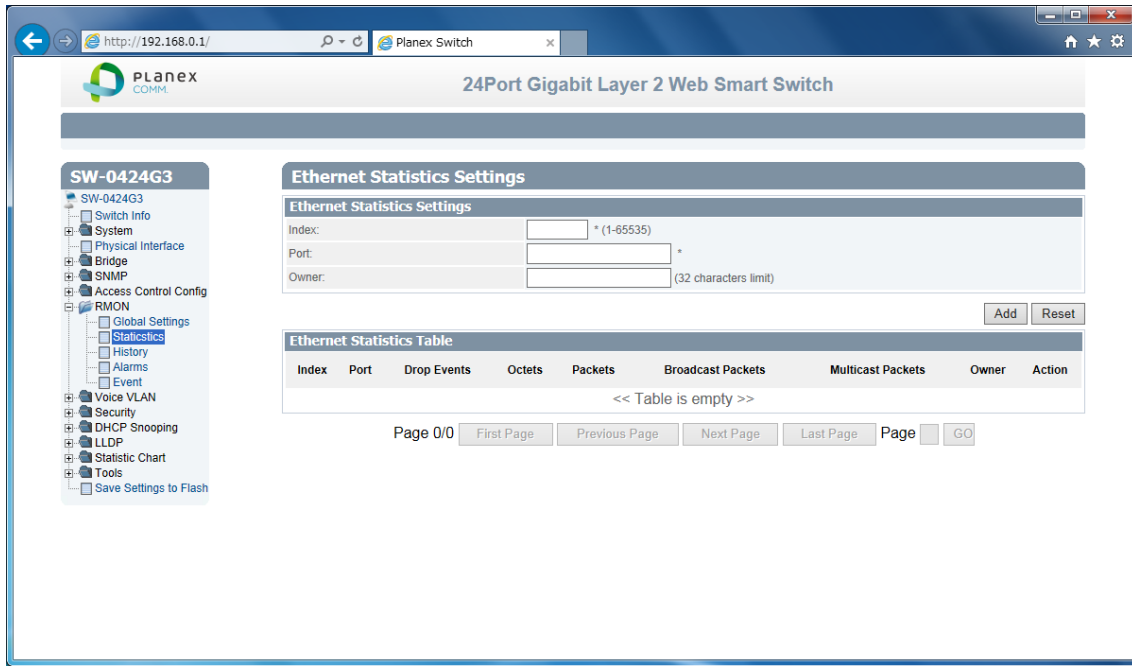 http://192.168.0.1/
Planex Switch
PLANEX
COMM.
24Port Gigabit Layer 2 Web Smart Switch
SW-0424G3
SW-0424G3
Switch Info
System
Physical Interface
Bridge
SNMP
Access Control Config
RMON
Global Settings
Staticstics
History
Alarms
Event
Voice VLAN
Security
DHCP Snooping
LLDP
Statistic Chart
Tools
Save Settings to Flash
Ethernet Statistics Settings
Ethernet Statistics Settings
Index: * (1-65535)
Port: *
Owner: (32 characters limit)
Add Reset
Ethernet Statistics Table
Index Port Drop Events Octets Packets Broadcast Packets Multicast Packets Owner Action
<< Table is empty >>
Page 0/0 First Page Previous Page Next Page Last Page Page GO